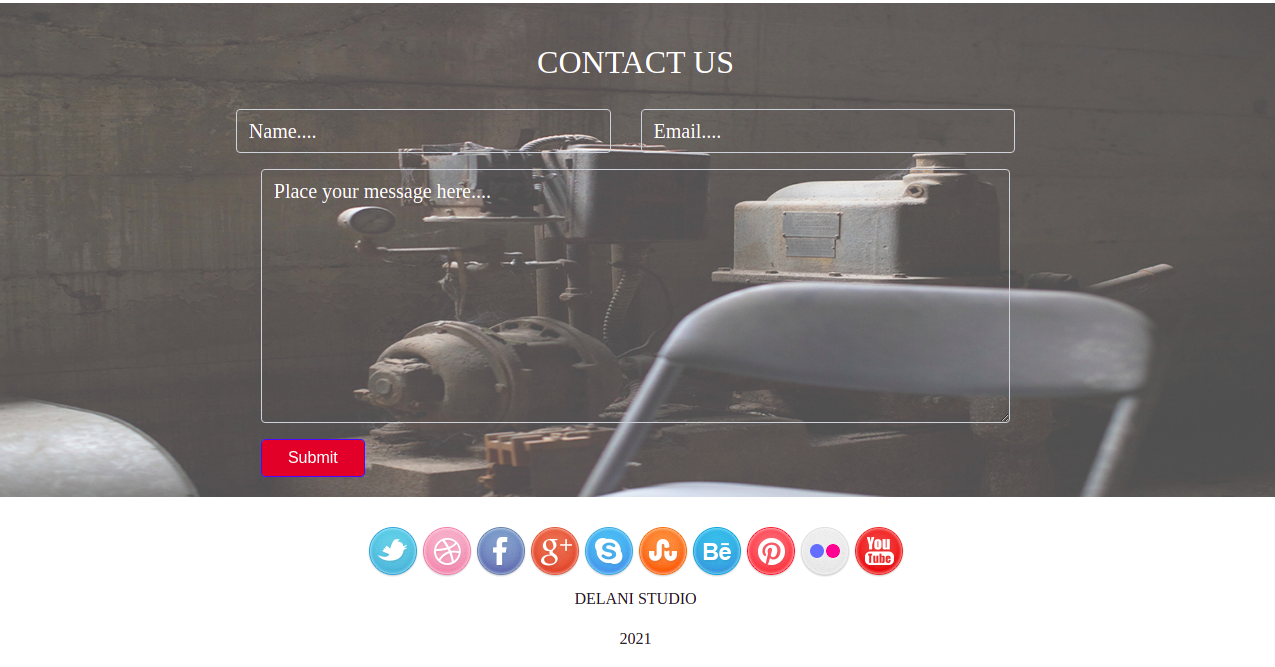 CONTACT US
Name.... Email....
Place your message here....
Submit
f g+ S Bē You Tube
DELANI STUDIO
2021